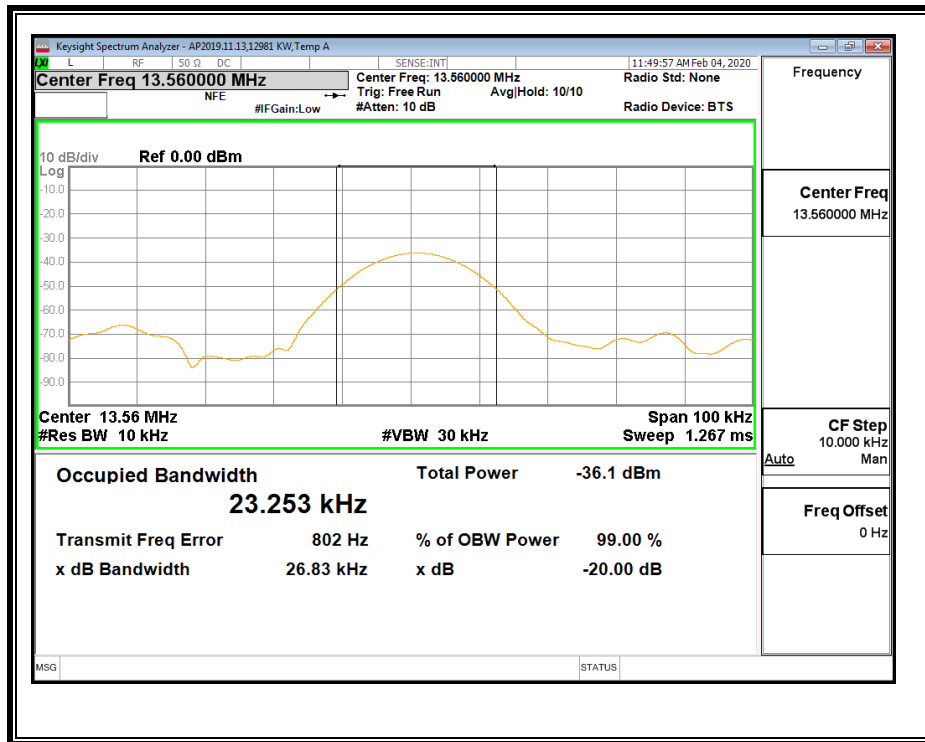 Keysight Spectrum Analyzer - AP2019.11.13,12981 KW,Temp A
LXI L RF 50 Ω DC SENSE:INT 11:49:57 AM Feb 04, 2020
Center Freq 13.560000 MHz
NFE
#IFGain:Low
Center Freq: 13.560000 MHz
Trig: Free Run Avg|Hold: 10/10
#Atten: 10 dB
Radio Std: None
Radio Device: BTS
Frequency
10 dB/div Ref 0.00 dBm
Log
-10.0
-20.0
-30.0
-40.0
-50.0
-60.0
-70.0
-80.0
-90.0
Center 13.56 MHz Span 100 kHz
#Res BW 10 kHz #VBW 30 kHz Sweep 1.267 ms
Center Freq
13.560000 MHz
CF Step
10.000 kHz
Auto Man
Freq Offset
0 Hz
Occupied Bandwidth Total Power -36.1 dBm
23.253 kHz
Transmit Freq Error 802 Hz % of OBW Power 99.00 %
x dB Bandwidth 26.83 kHz x dB -20.00 dB
MSG STATUS